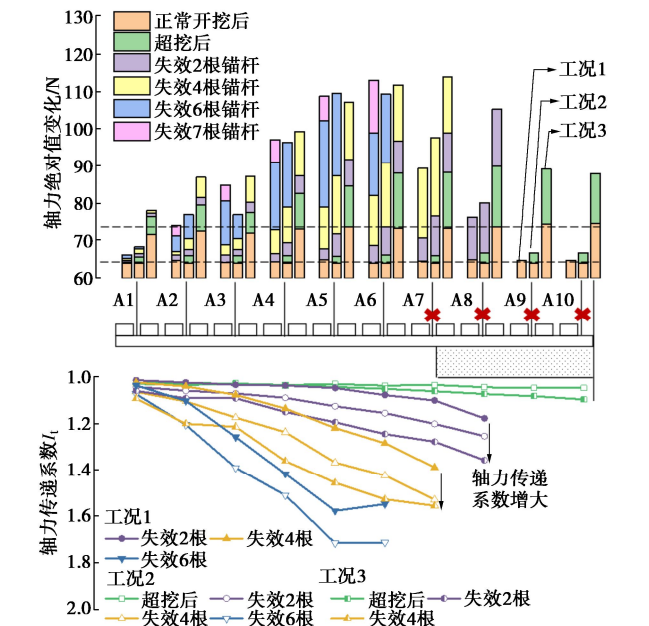 轴力绝对值变化/N
130
120
110
100
90
80
70
60
正常开挖后
超挖后
失效2根锚杆
失效4根锚杆
失效6根锚杆
失效7根锚杆
工况1
工况2
工况3
A1 A2 A3 A4 A5 A6 A7 A8 A9 A10
轴力传递系数It
1.0
1.2
1.4
1.6
1.8
2.0
轴力传递
系数增大
工况1
失效2根 失效4根
失效6根
工况2 工况3
超挖后 失效2根 超挖后 失效2根
失效4根 失效6根 失效4根